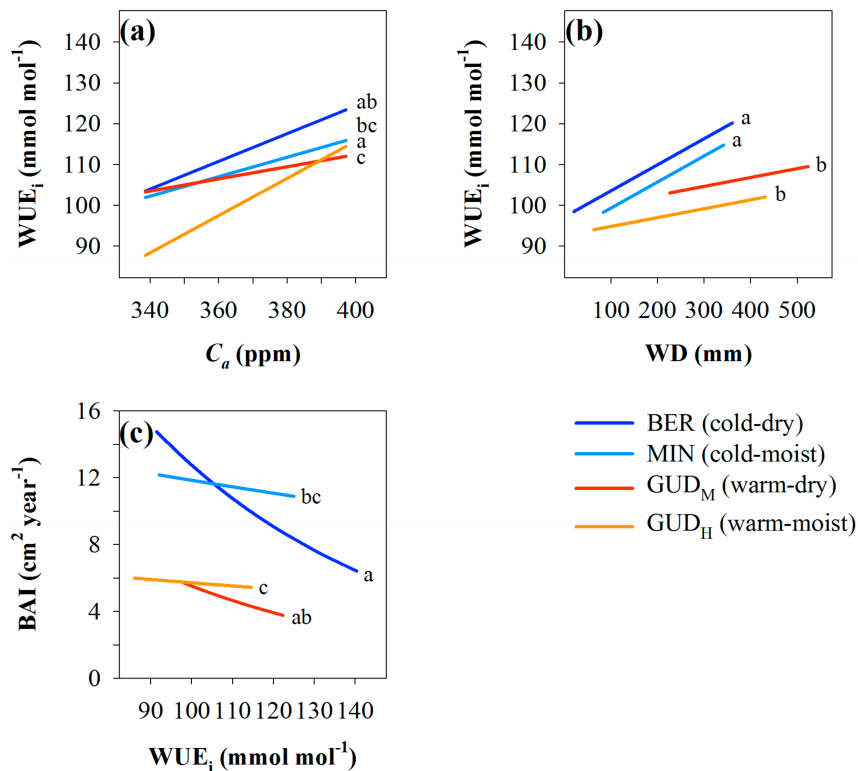 (a)
WUEi (mmol mol-1)
140
130
120
110
100
90
ab
bc
a
c
340 360 380 400
Ca (ppm)
(b)
WUEi (mmol mol-1)
140
130
120
110
100
90
a
a
b
b
100 200 300 400 500
WD (mm)
(c)
BAI (cm2 year-1)
16
12
8
4
0
bc
a
c
ab
90 100 110 120 130 140
WUEi (mmol mol-1)
BER (cold-dry)
MIN (cold-moist)
GUDM (warm-dry)
GUDH (warm-moist)